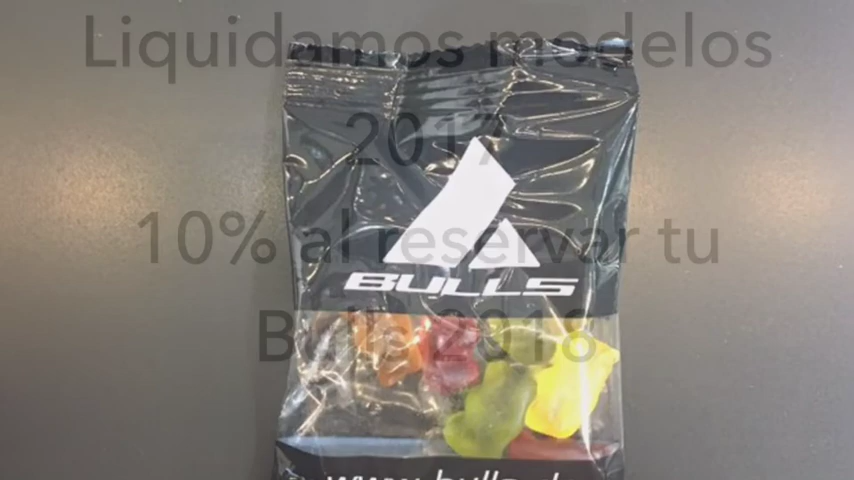 Liquidamos modelos
2017
10% al reservar tu
Bulls 2018
BULLS